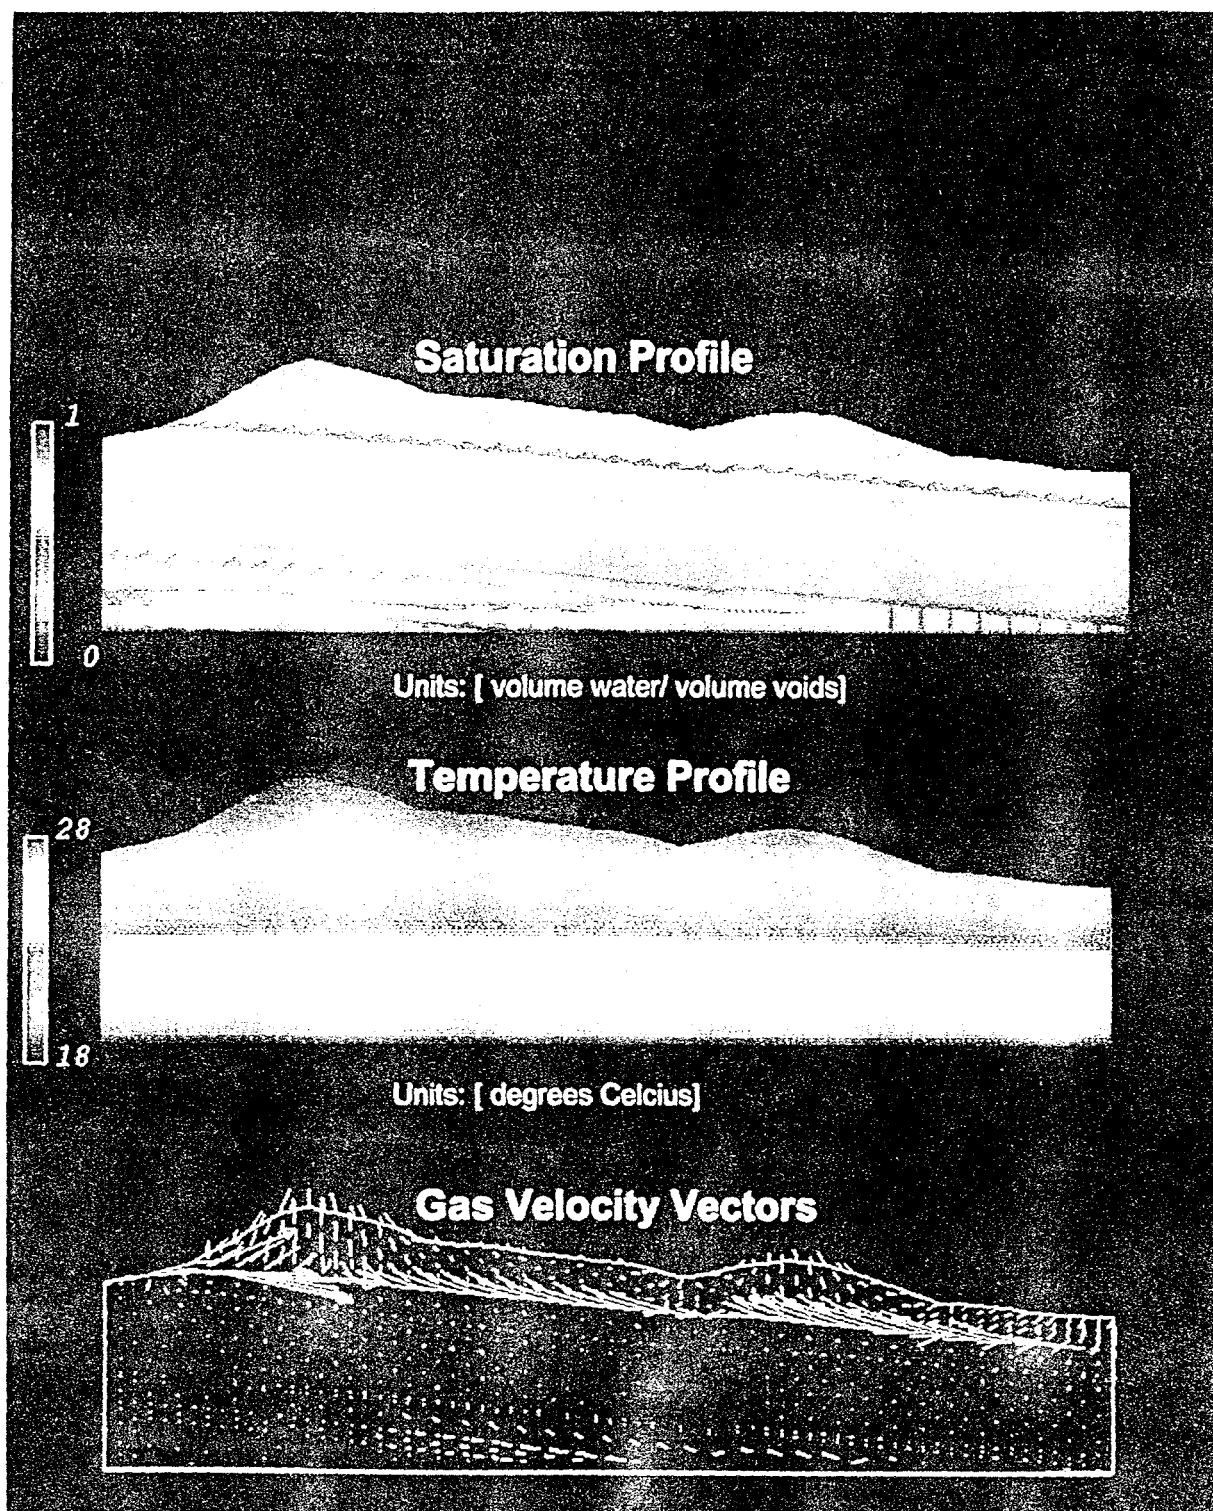 Saturation Profile
1
0
Units: [ volume water/ volume voids]
Temperature Profile
28
18
Units: [ degrees Celcius]
Gas Velocity Vectors